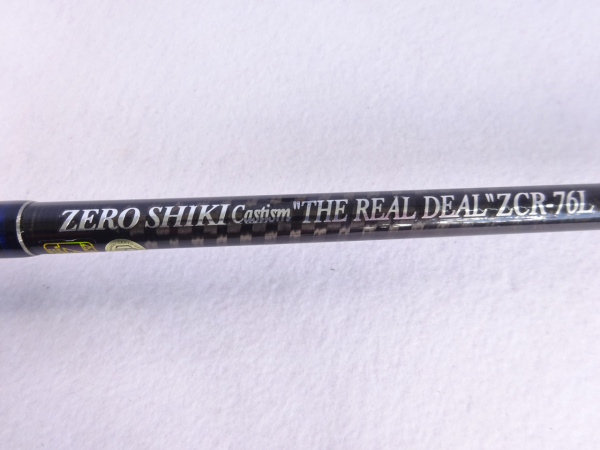 ZERO SHIKI Castism "THE REAL DEAL" ZCR-76L